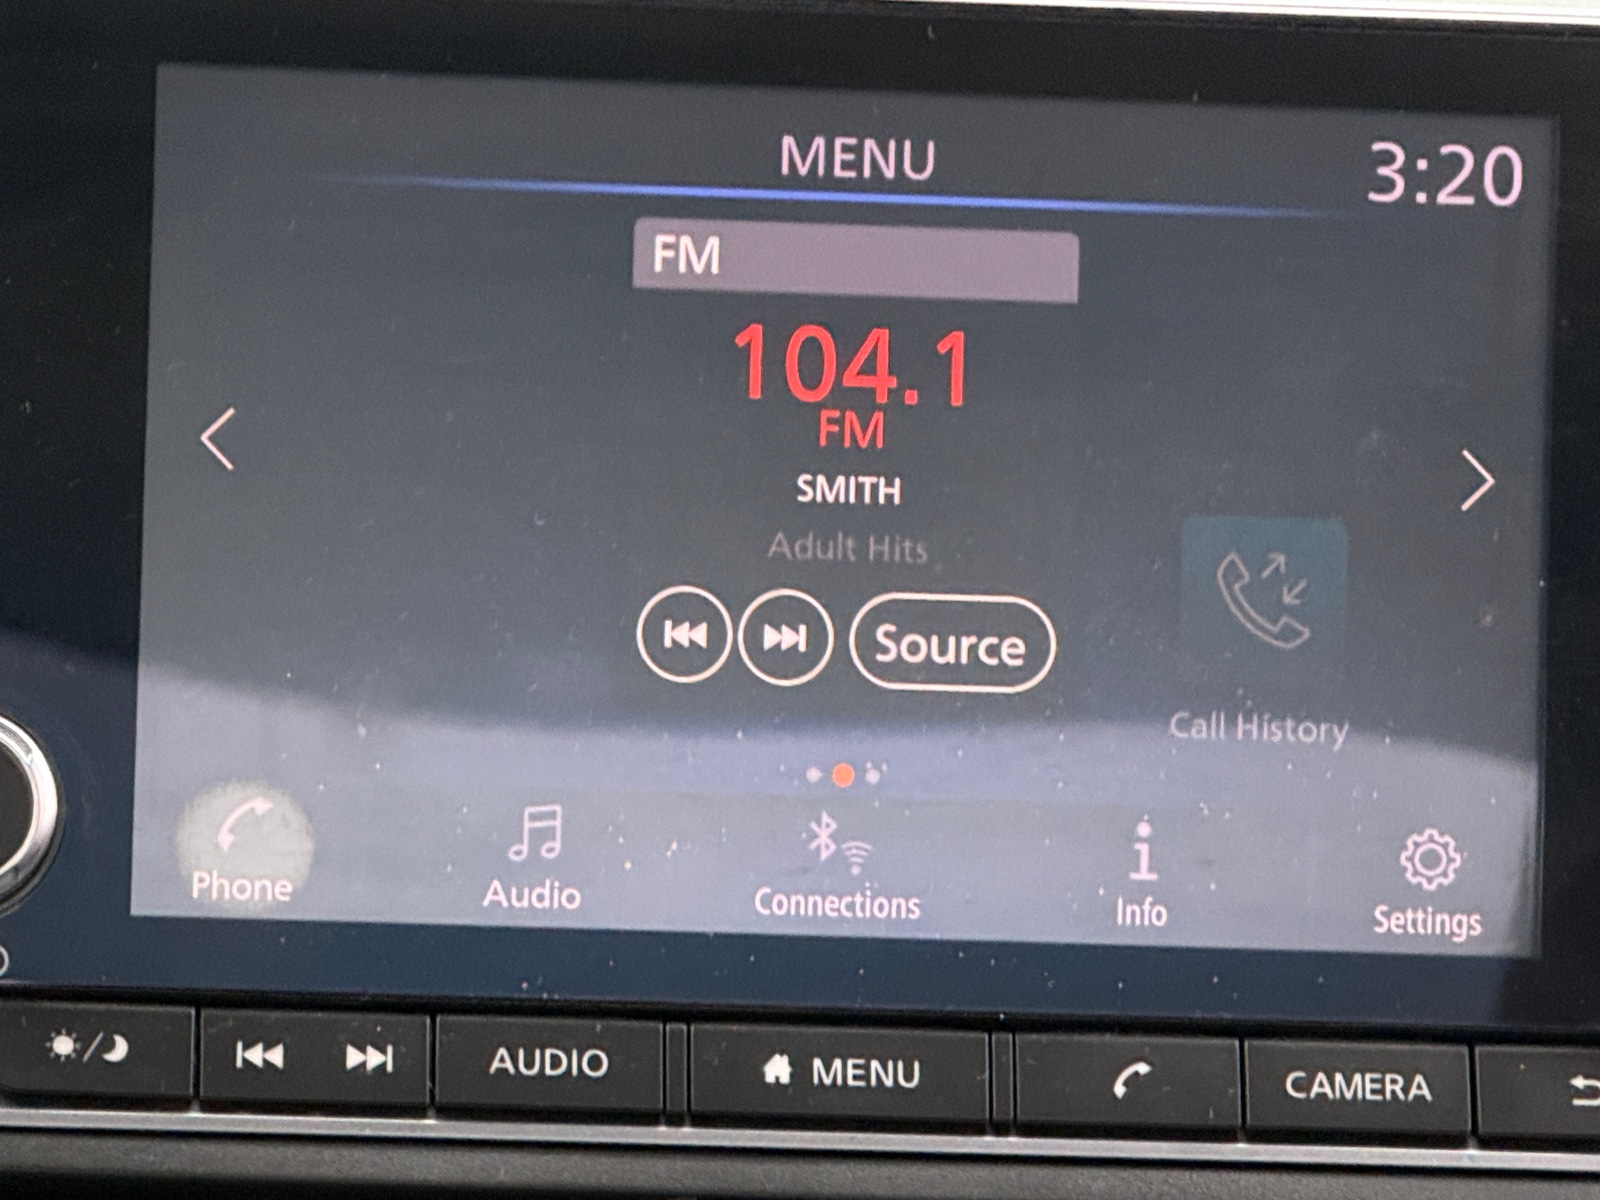 MENU
3:20
FM
104.1
FM
SMITH
Adult Hits
Source
Call History
Phone
Audio
Connections
Info
Settings
AUDIO
MENU
CAMERA